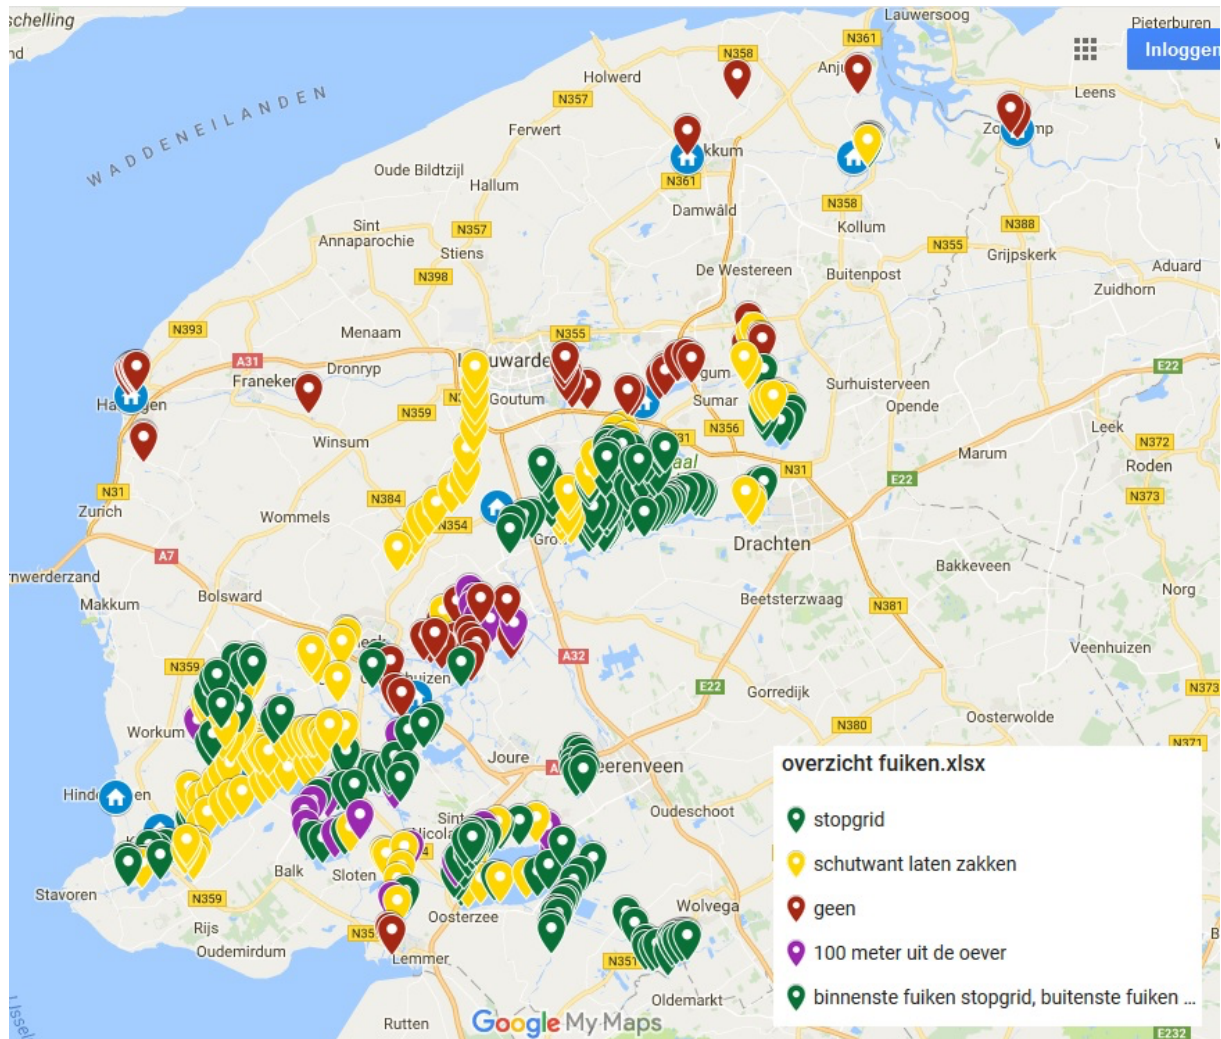 schelling
Lauwersoog
Pieterburen
N361
N358
Inloggen
Holwerd
Leens
N357
WADDENEILANDEN
Ferwert
Oude Bildtzijl
Hallum
N361
Damwâld
N358
Kollum
N388
Sint
Annaparochie
N357
Stiens
N355
Grijpskerk
De Westereen
Buitenpost
Aduard
N398
Zuidhorn
N393
Menaam
N355
A31
Dronryp
E22
Franeker
Goutum
Sumar
Surhuisterveen
Opende
N359
N356
Leek
Winsum
N372
Marum
Roden
N31
N31
E22
N373
Zurich
N384
Wommels
N354
Drachten
A7
Bakkeveen
Makkum
Bolsward
Beetsterzwaag
N381
Norg
A32
Veenhuizen
N359
E22
N373
Gorredijk
Oosterwolde
Workum
N380
N371
Joure
overzicht fuiken.xlsx
Oudeschoot
stopgrid
Sint
schutwant laten zakken
Balk
Sloten
Stavoren
N359
Wolvega
geen
Oosterzee
Rijs
Oudemirdum
Lemmer
N351
100 meter uit de oever
Oldemarkt
binnenste fuiken stopgrid, buitenste fuiken ...
Rutten
Google My Maps
E232